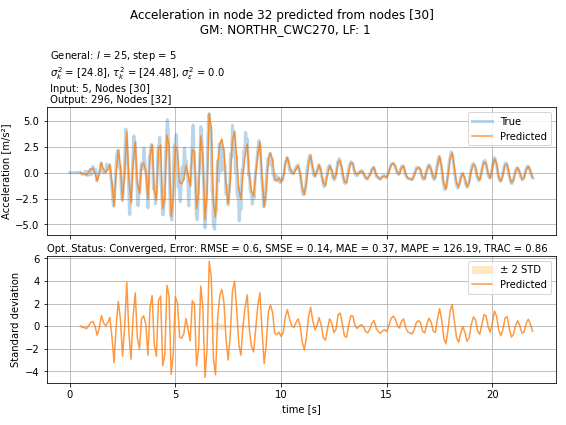 Acceleration in node 32 predicted from nodes [30]
GM: NORTHR_CWC270, LF: 1
General: l = 25, step = 5
σ²ₖ = [24.8], τ²ₖ = [24.48], σ²ε = 0.0
Input: 5, Nodes [30]
Output: 296, Nodes [32]
Acceleration [m/s²]
5.0
2.5
0.0
−2.5
−5.0
True
Predicted
Opt. Status: Converged, Error: RMSE = 0.6, SMSE = 0.14, MAE = 0.37, MAPE = 126.19, TRAC = 0.86
Standard deviation
6
4
2
0
−2
−4
± 2 STD
Predicted
0
5
10
15
20
time [s]